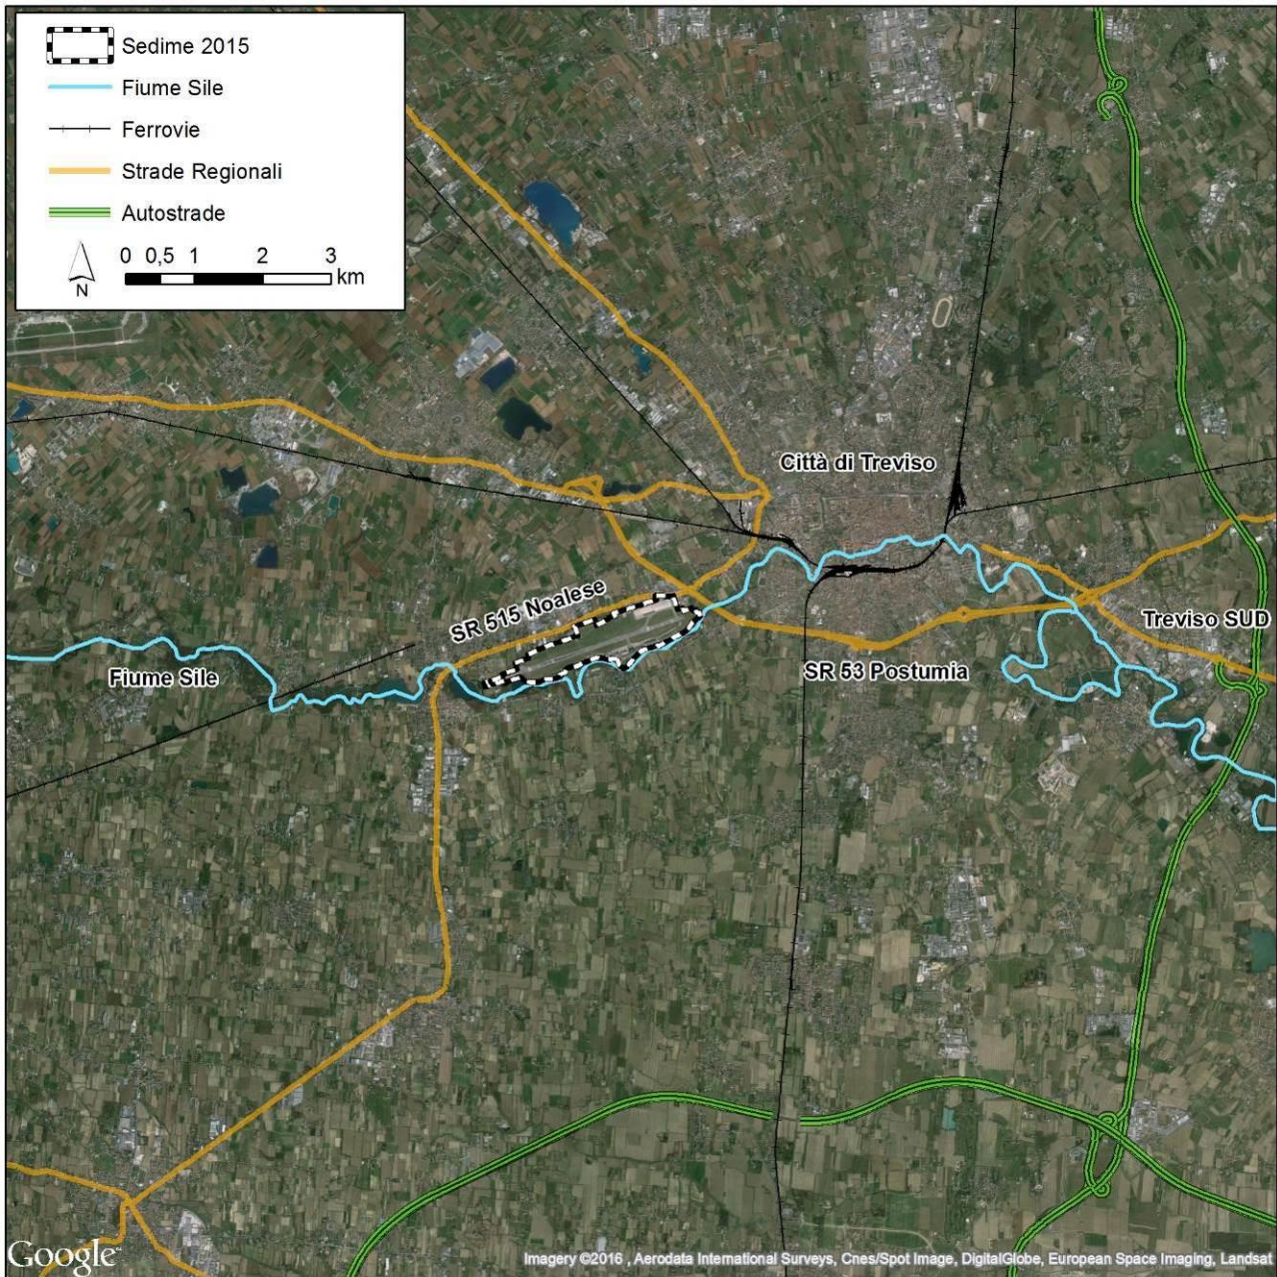 Sedime 2015
Fiume Sile
Ferrovie
Strade Regionali
Autostrade
N
0 0,5 1 2 3
km
Città di Treviso
SR 515 Noalese
Treviso SUD
Fiume Sile
SR 53 Postumia
Google
Imagery ©2016 , Aerodata International Surveys, Cnes/Spot Image, DigitalGlobe, European Space Imaging, Landsat